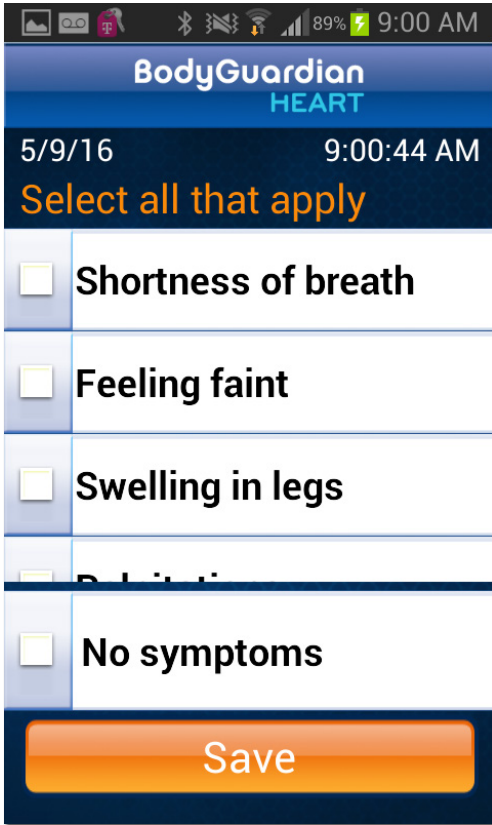 89% 9:00 AM
BodyGuardian
HEART
5/9/16 9:00:44 AM
Select all that apply
Shortness of breath
Feeling faint
Swelling in legs
No symptoms
Save